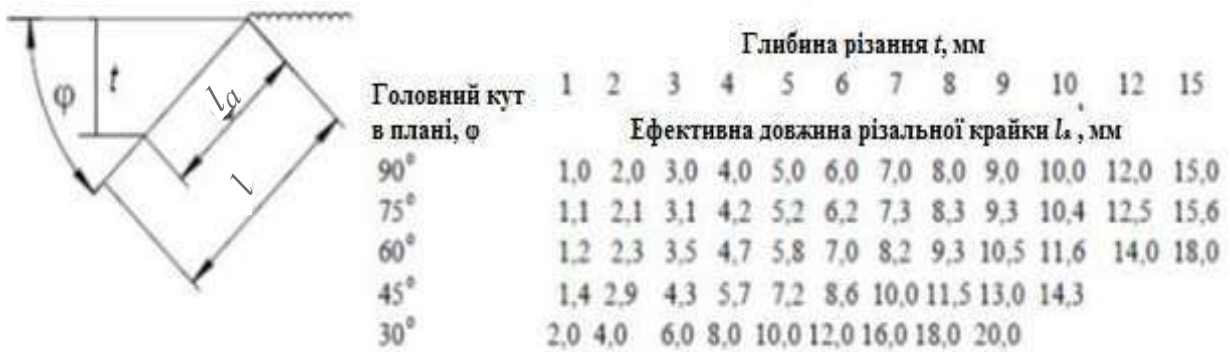 φ
t
lа
l
Глибина різання t, мм
Головний кут
в плані, φ
1 2 3 4 5 6 7 8 9 10 12 15
Ефективна довжина різальної крайки lа , мм
90° 1,0 2,0 3,0 4,0 5,0 6,0 7,0 8,0 9,0 10,0 12,0 15,0
75° 1,1 2,1 3,1 4,2 5,2 6,2 7,3 8,3 9,3 10,4 12,5 15,6
60° 1,2 2,3 3,5 4,7 5,8 7,0 8,2 9,3 10,5 11,6 14,0 18,0
45° 1,4 2,9 4,3 5,7 7,2 8,6 10,0 11,5 13,0 14,3
30° 2,0 4,0 6,0 8,0 10,0 12,0 16,0 18,0 20,0